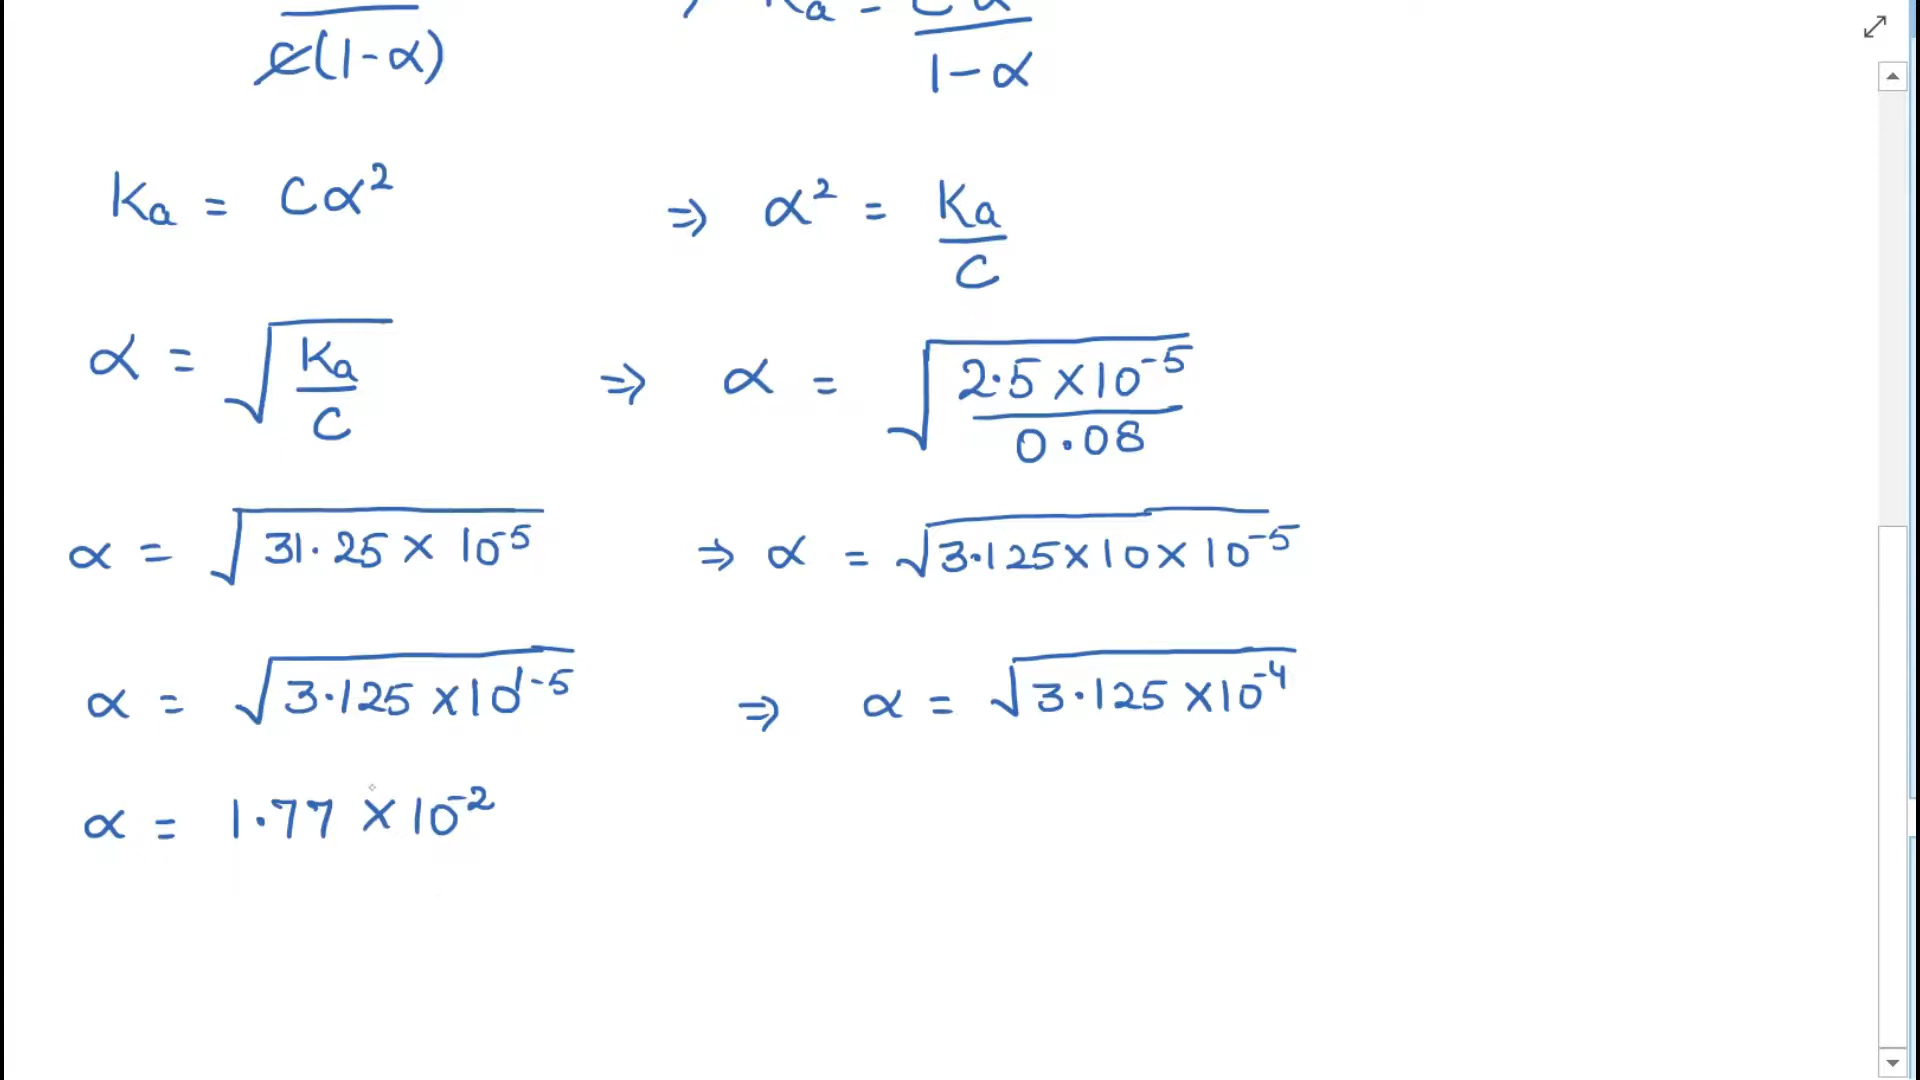 c(1-α) ⇒ Ka = Cα² / 1-α
Ka = Cα² ⇒ α² = Ka / C
α = √(Ka / C) ⇒ α = √(2.5 × 10⁻⁵ / 0.08)
α = √(31.25 × 10⁻⁵) ⇒ α = √(3.125 × 10 × 10⁻⁵)
α = √(3.125 × 10¹⁻⁵) ⇒ α = √(3.125 × 10⁻⁴)
α = 1.77 × 10⁻²